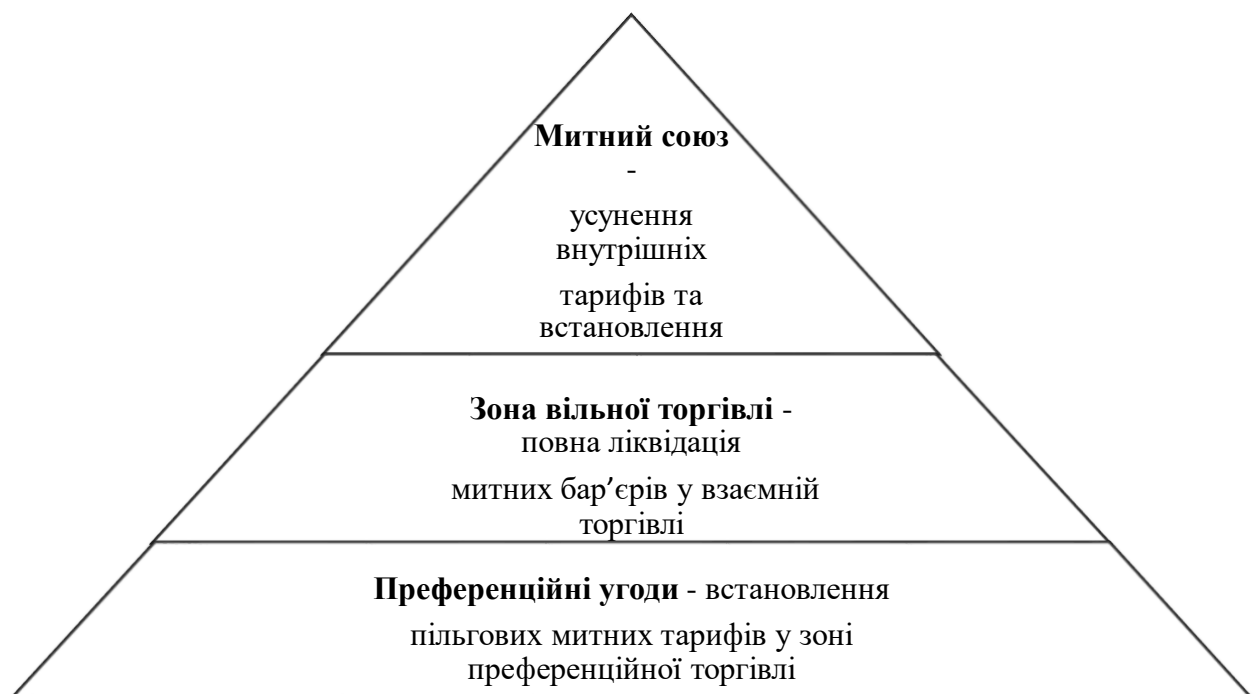 Митний союз
-
усунення
внутрішніх
тарифів та
встановлення
Зона вільної торгівлі -
повна ліквідація
митних бар’єрів у взаємній
торгівлі
Преференційні угоди - встановлення
пільгових митних тарифів у зоні
преференційної торгівлі